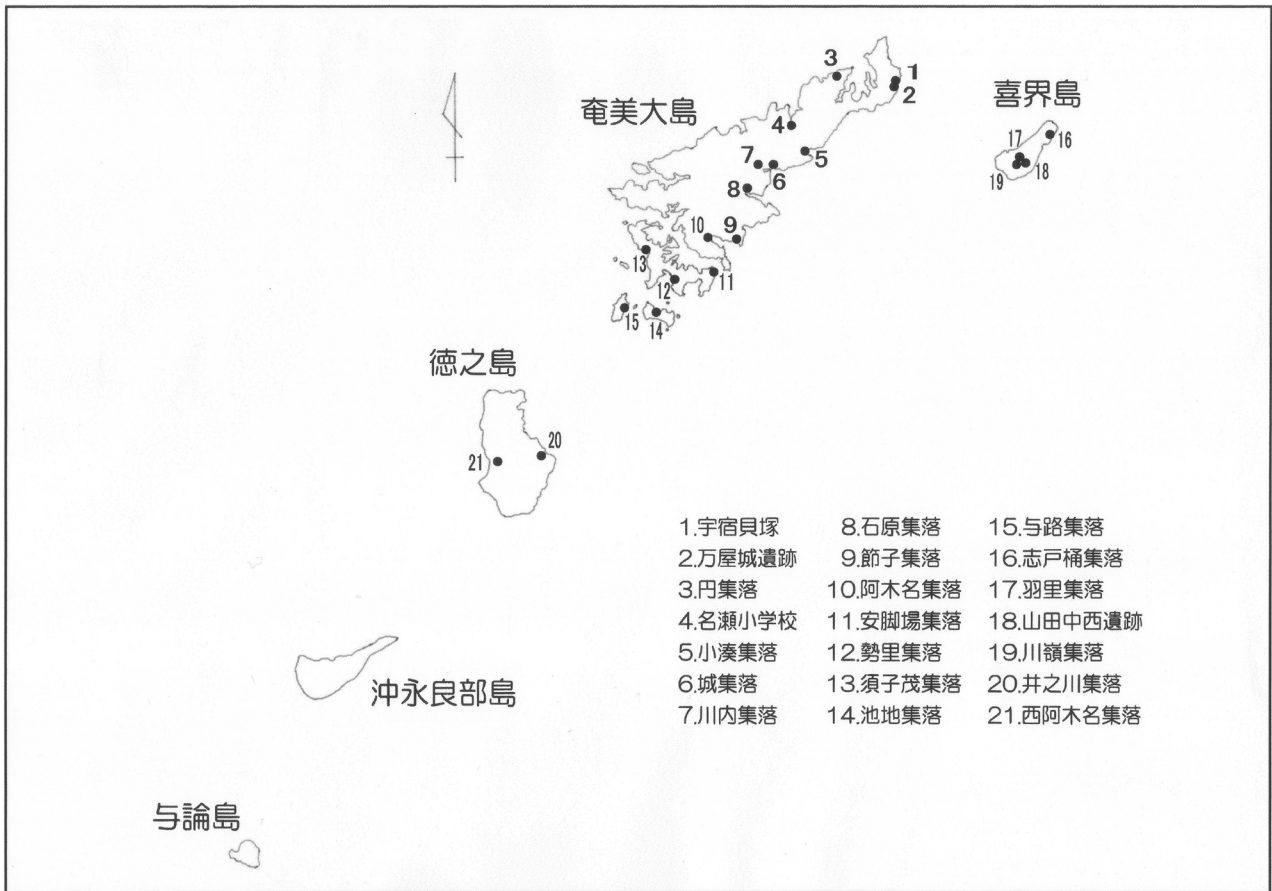 奄美大島
喜界島
徳之島
沖永良部島
与論島
1
2
3
4
5
6
7
8
9
10
11
12
13
14
15
16
17
18
19
20
21
1.宇宿貝塚
2.万屋城遺跡
3.円集落
4.名瀬小学校
5.小湊集落
6.城集落
7.川内集落
8.石原集落
9.節子集落
10.阿木名集落
11.安脚場集落
12.勢里集落
13.須子茂集落
14.池地集落
15.与路集落
16.志戸桶集落
17.羽里集落
18.山田中西遺跡
19.川嶺集落
20.井之川集落
21.西阿木名集落